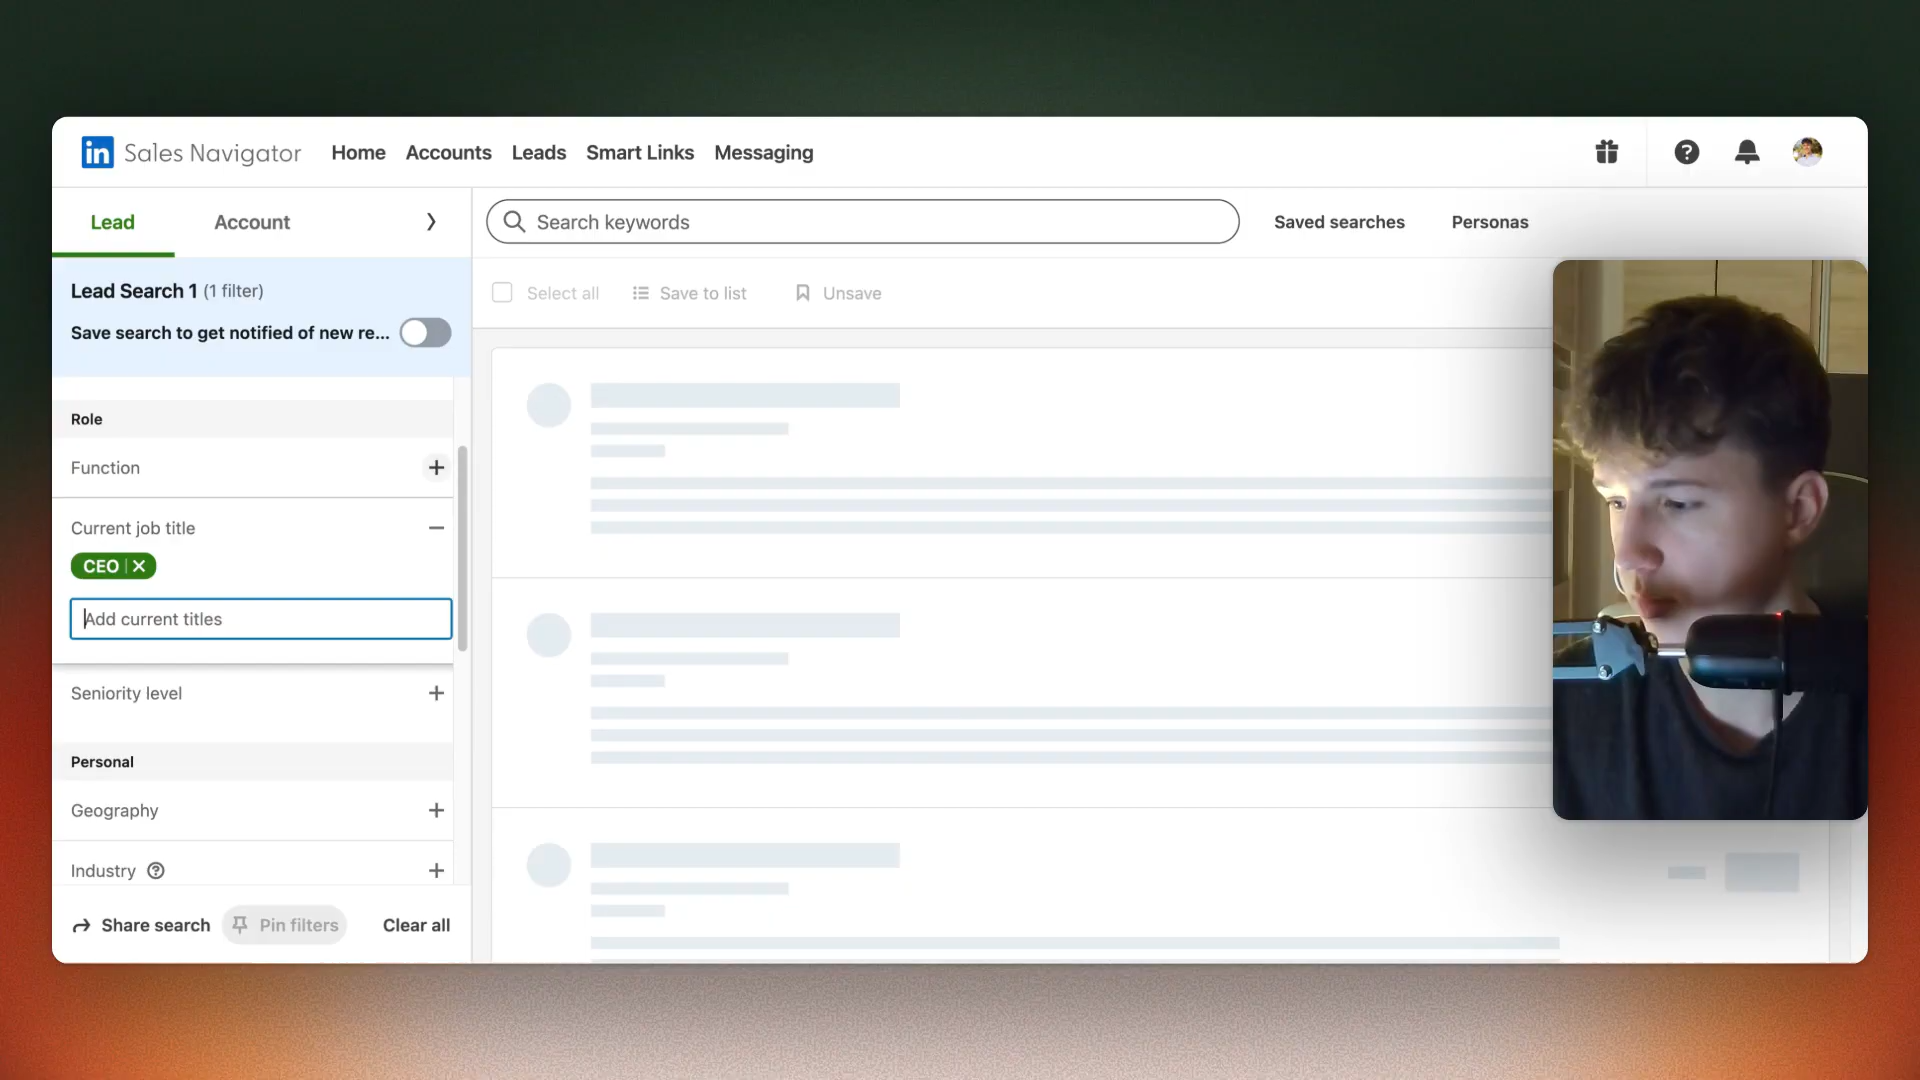 in Sales Navigator Home Accounts Leads Smart Links Messaging
Lead Account
Search keywords Saved searches Personas
Lead Search 1 (1 filter)
Save search to get notified of new re...
Select all Save to list Unsave
Role
Function
Current job title
CEO
Add current titles
Seniority level
Personal
Geography
Industry
Share search Pin filters Clear all